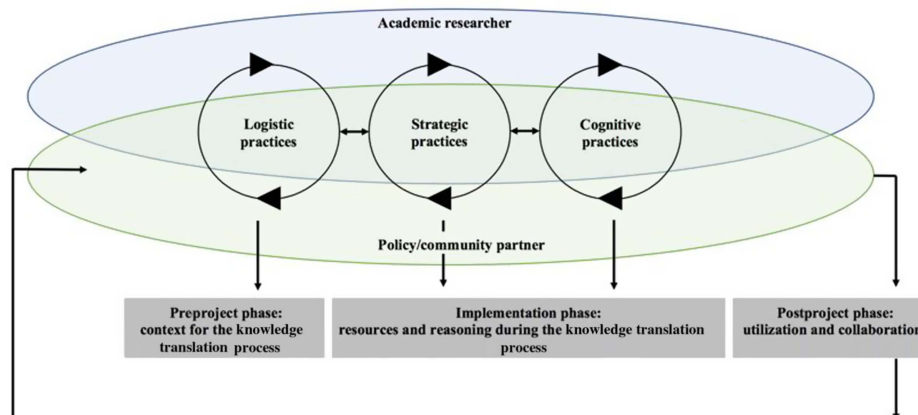 Academic researcher
Logistic
practices
Strategic
practices
Cognitive
practices
Policy/community partner
Preproject phase:
context for the knowledge
translation process
Implementation phase:
resources and reasoning during the knowledge translation
process
Postproject phase:
utilization and collaboration